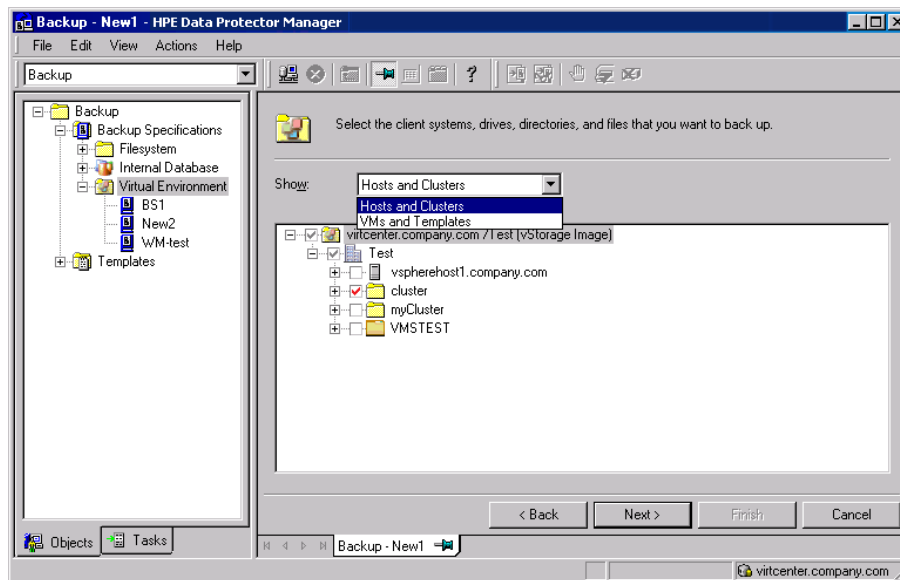 Backup - New1 - HPE Data Protector Manager
File Edit View Actions Help
Backup
?
Backup
Backup Specifications
Filesystem
Internal Database
Virtual Environment
BS1
New2
WM-test
Templates
Select the client systems, drives, directories, and files that you want to back up.
Show: Hosts and Clusters
Hosts and Clusters
VMs and Templates
virtcenter.company.com /Test [vStorage Image]
Test
vspherehost1.company.com
cluster
myCluster
VMSTEST
< Back Next > Finish Cancel
Objects Tasks
Backup - New1
virtcenter.company.com